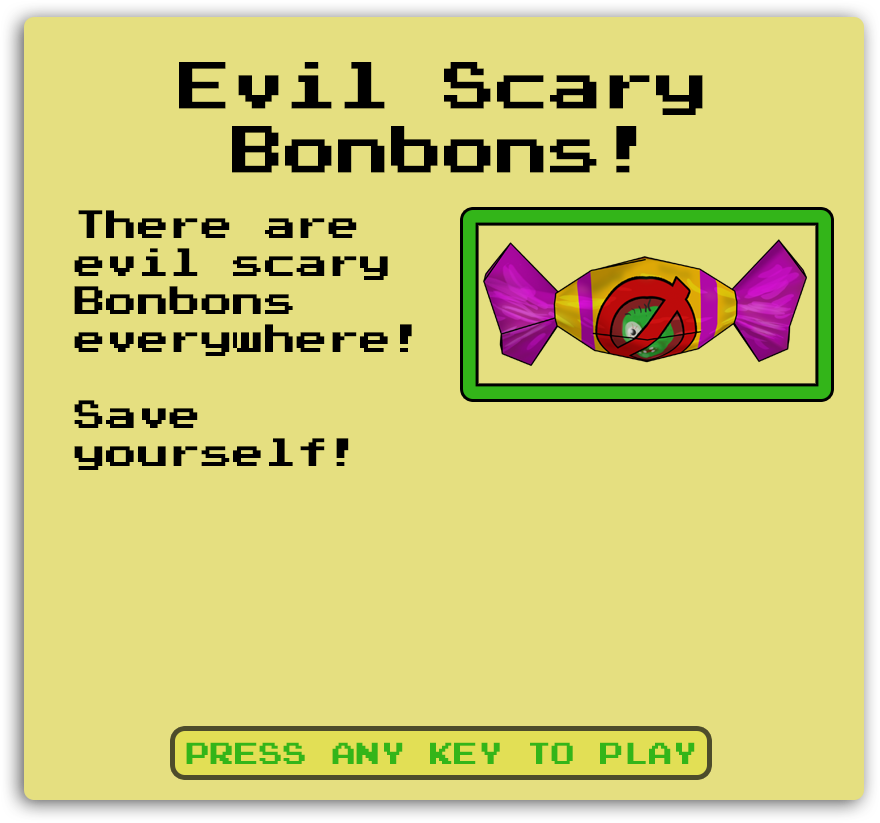 Evil Scary
Bonbons!
There are
evil scary
Bonbons
everywhere!
Save
yourself!
PRESS ANY KEY TO PLAY